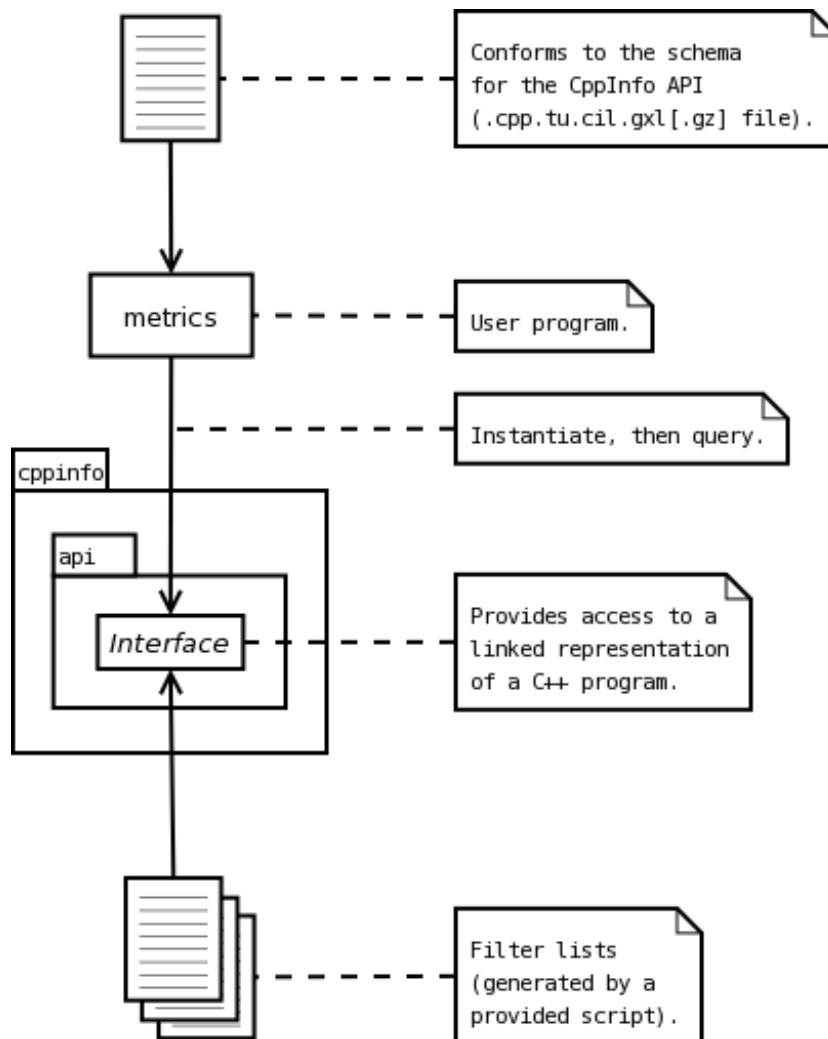 Conforms to the schema
for the CppInfo API
(.cpp.tu.cil.gxl[.gz] file).
metrics
User program.
Instantiate, then query.
cppinfo
api
Interface
Provides access to a
linked representation
of a C++ program.
Filter lists
(generated by a
provided script).